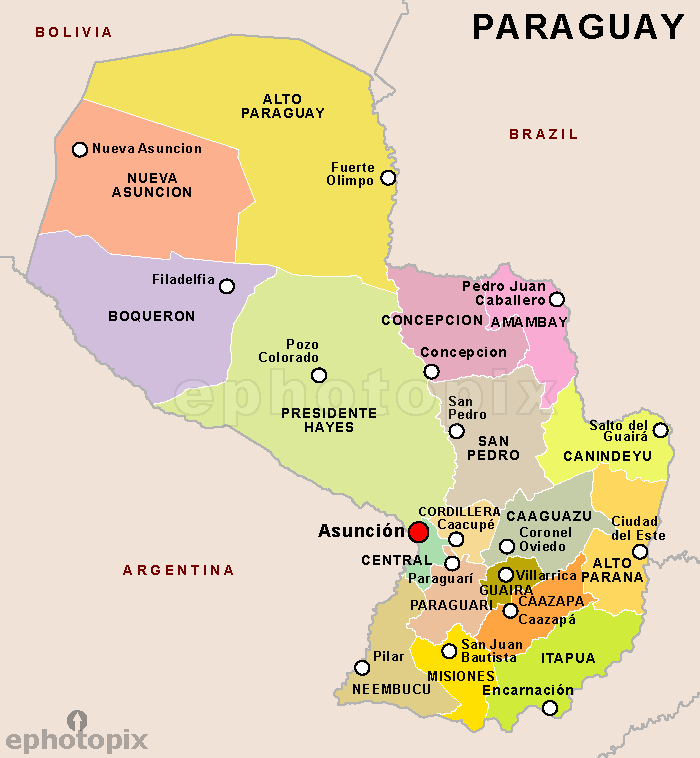 PARAGUAY
BOLIVIA
BRAZIL
ALTO
PARAGUAY
Nueva Asuncion
NUEVA
ASUNCION
Fuerte
Olimpo
Filadelfia
BOQUERON
Pedro Juan
Caballero
CONCEPCION
AMAMBAY
Pozo
Colorado
Concepcion
ephotopix
PRESIDENTE
HAYES
San
Pedro
SAN
PEDRO
Salto del
Guairá
CANINDEYU
CORDILLERA
Caacupé
CAAGUAZU
Coronel
Oviedo
Ciudad
del Este
Asunción
CENTRAL
ALTO
PARANA
ARGENTINA
Paraguarí
Villarrica
GUAIRA
PARAGUARI
CAAZAPA
Caazapá
San Juan
Bautista
ITAPUA
Pilar
MISIONES
NEEMBUCU
Encarnación
ephotopix